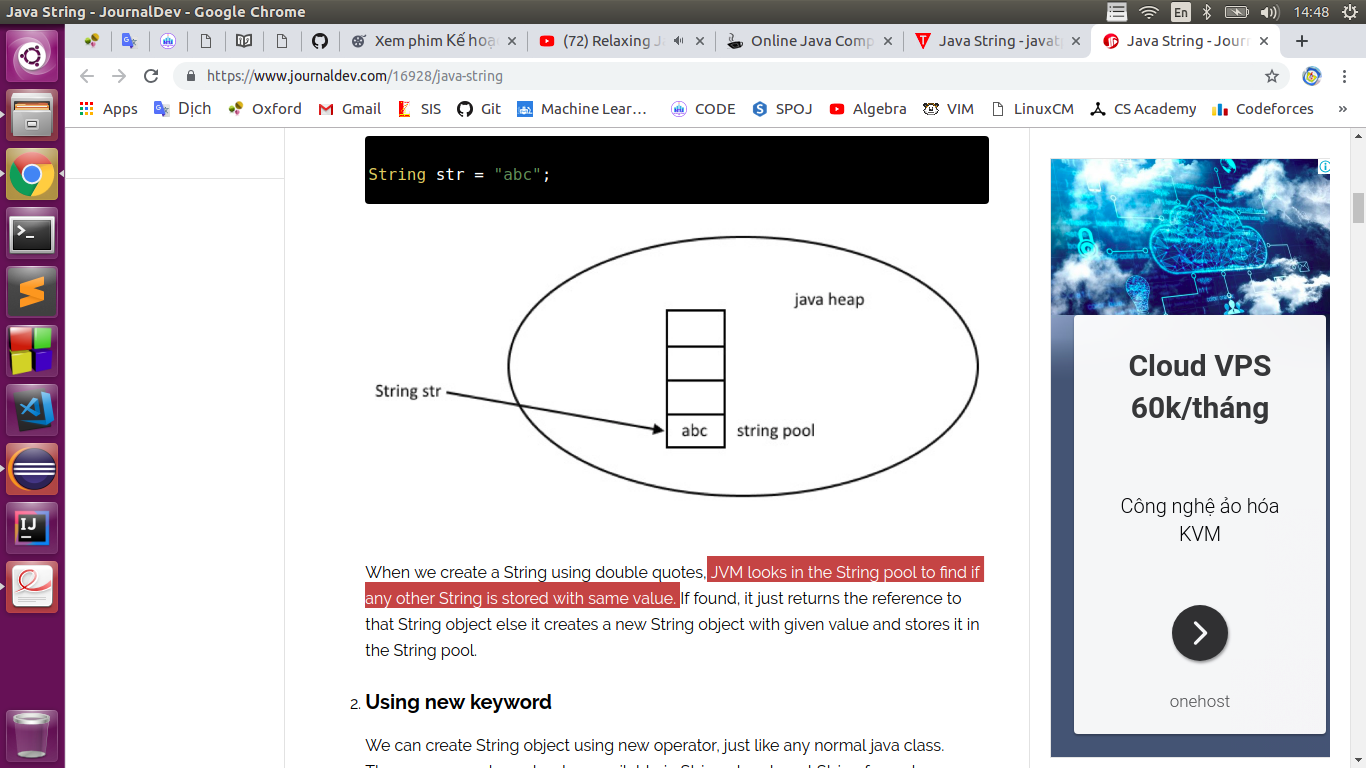 Java String - JournalDev - Google Chrome
En
14:48
Xem phim Kế hoạ
(72) Relaxing Ja
Online Java Comp
Java String - javat
Java String - Jour
https://www.journaldev.com/16928/java-string
Apps
Dịch
Oxford
Gmail
SIS
Git
Machine Lear…
CODE
SPOJ
Algebra
VIM
LinuxCM
CS Academy
Codeforces
»
String str = "abc";
java heap
String str
abc
string pool
When we create a String using double quotes, JVM looks in the String pool to find if
any other String is stored with same value. If found, it just returns the reference to
that String object else it creates a new String object with given value and stores it in
the String pool.
2. Using new keyword
We can create String object using new operator, just like any normal java class.
Cloud VPS
60k/tháng
Công nghệ ảo hóa
KVM
onehost